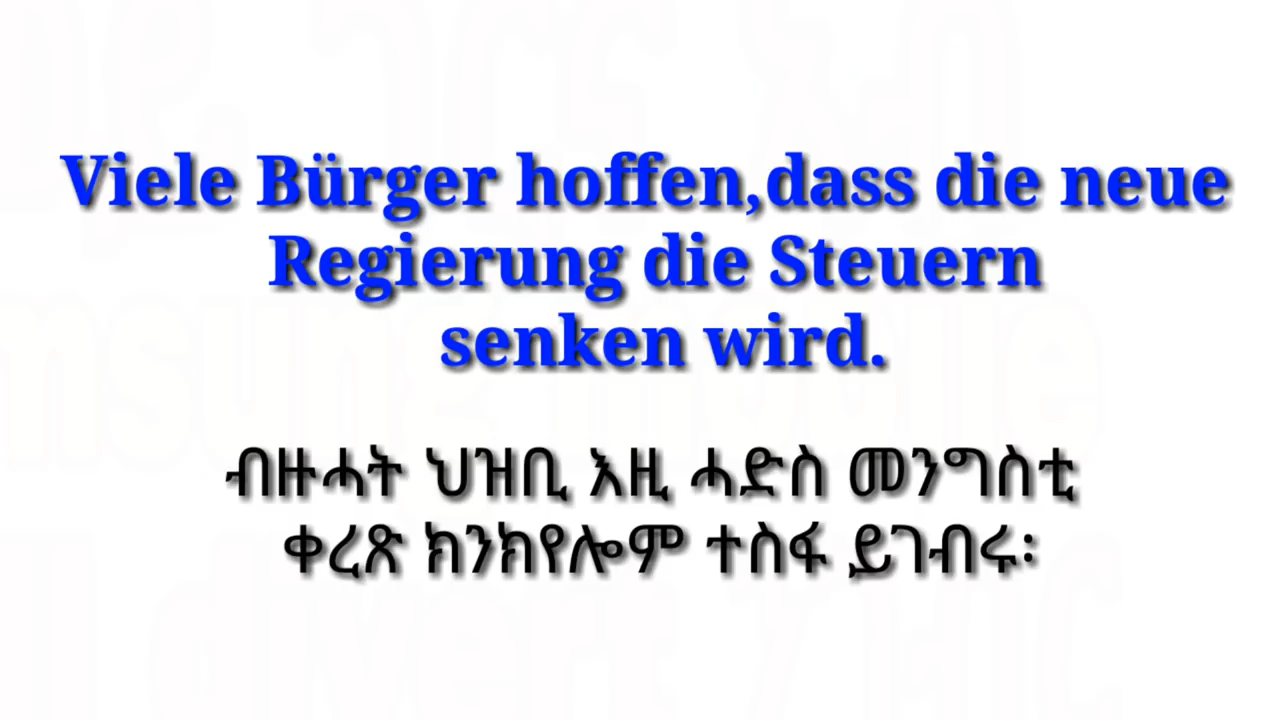 Viele Bürger hoffen,dass die neue
Regierung die Steuern
senken wird.
ብዙሓት ህዝቢ እዚ ሓድስ መንግስቲ
ቀረጽ ክንክየሎም ተስፋ ይገብሩ፡